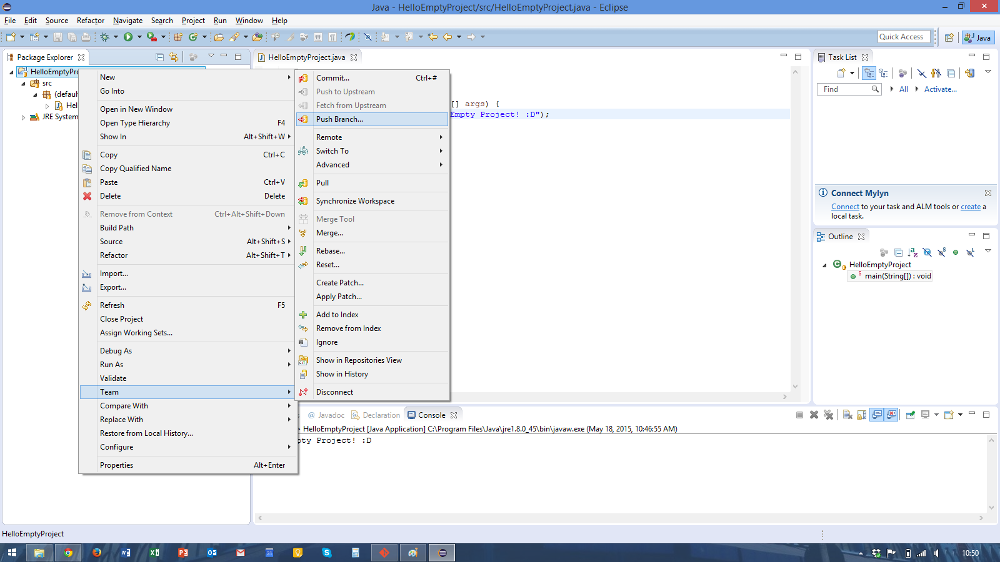 Java - HelloEmptyProject/src/HelloEmptyProject.java - Eclipse
File Edit Source Refactor Navigate Search Project Run Window Help
Quick Access
Java
Package Explorer
HelloEmptyPro
src
(defau
Hel
JRE System
New
Go Into
Open in New Window
Open Type Hierarchy F4
Show In Alt+Shift+W
Copy Ctrl+C
Copy Qualified Name
Paste Ctrl+V
Delete Delete
Remove from Context Ctrl+Alt+Shift+Down
Build Path
Source Alt+Shift+S
Refactor Alt+Shift+T
Import...
Export...
Refresh F5
Close Project
Assign Working Sets...
Debug As
Run As
Validate
Team
Compare With
Replace With
Restore from Local History...
Configure
Properties Alt+Enter
Commit... Ctrl+#
Push to Upstream
Fetch from Upstream
Push Branch...
Remote
Switch To
Advanced
Pull
Synchronize Workspace
Merge Tool
Merge...
Rebase...
Reset...
Create Patch...
Apply Patch...
Add to Index
Remove from Index
Ignore
Show in Repositories View
Show in History
Disconnect
HelloEmptyProject.java
[] args) {
Empty Project! :D");
Task List
Find
All Activate...
Connect Mylyn
Connect to your task and ALM tools or create a
local task.
Outline
HelloEmptyProject
main(String[]) : void
Javadoc Declaration Console
HelloEmptyProject [Java Application] C:\Program Files\Java\jre1.8.0_45\bin\javaw.exe (May 18, 2015, 10:46:55 AM)
pty Project! :D
HelloEmptyProject
10:50